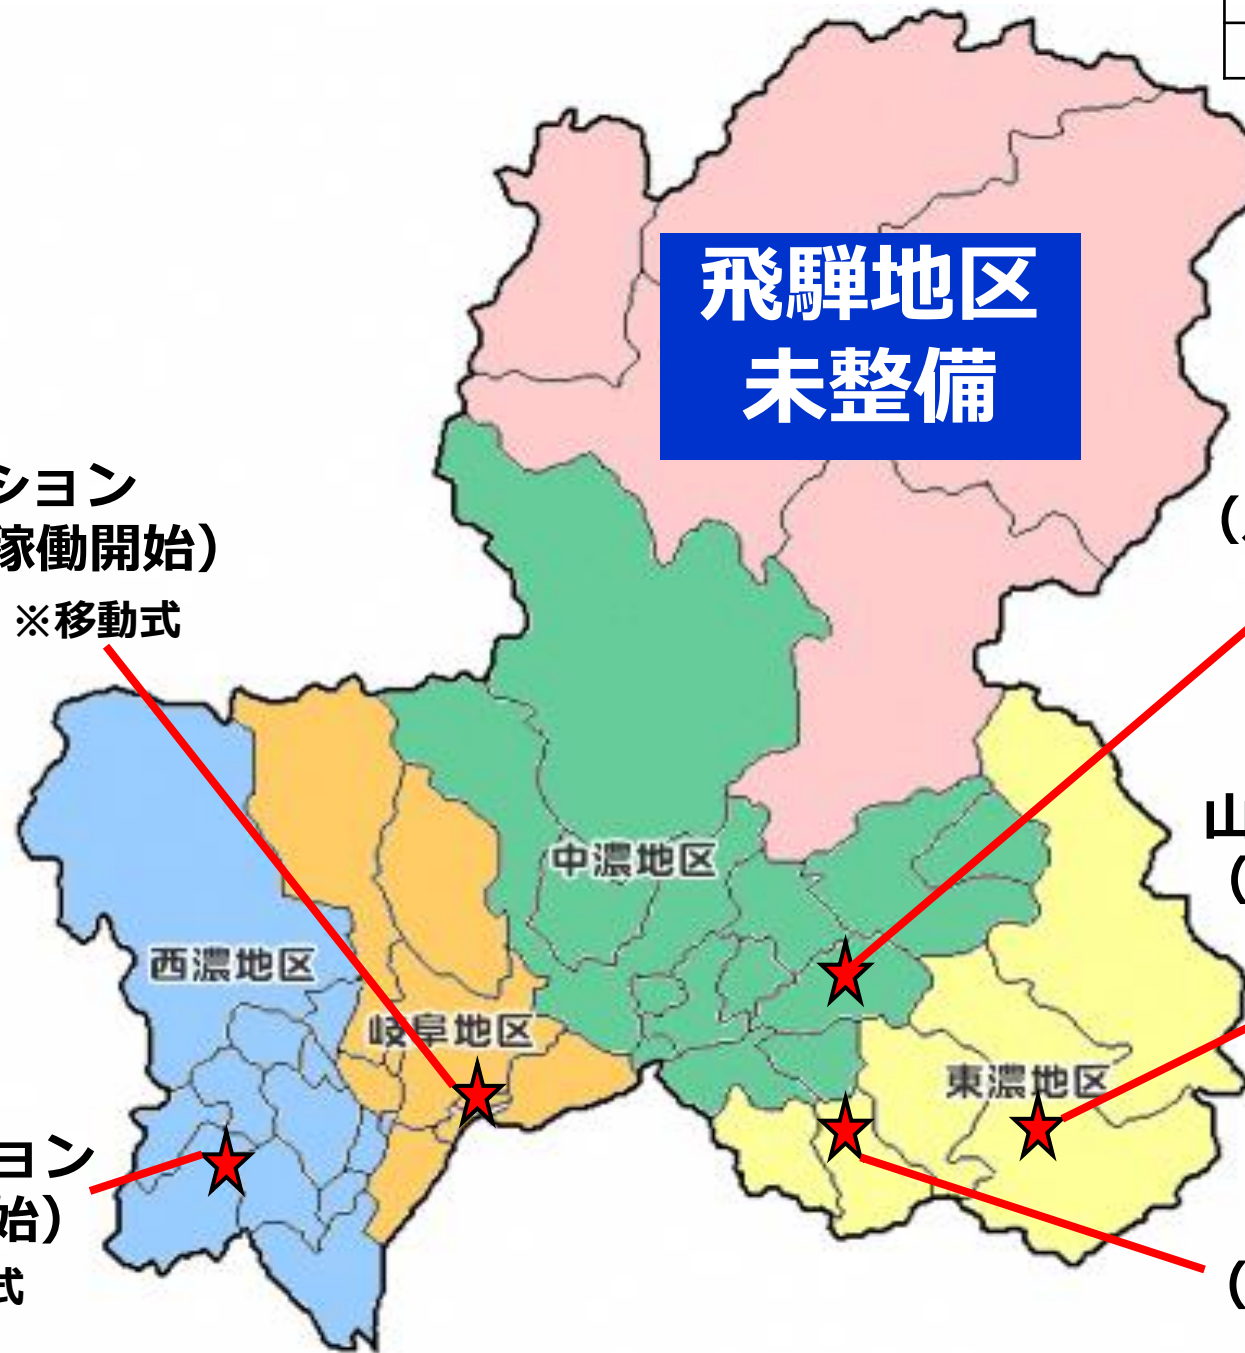 飛騨地区
未整備
ション
稼働開始）
※移動式
（
山
（
中濃地区
西濃地区
岐阜地区
東濃地区
ョン
始）
式
（